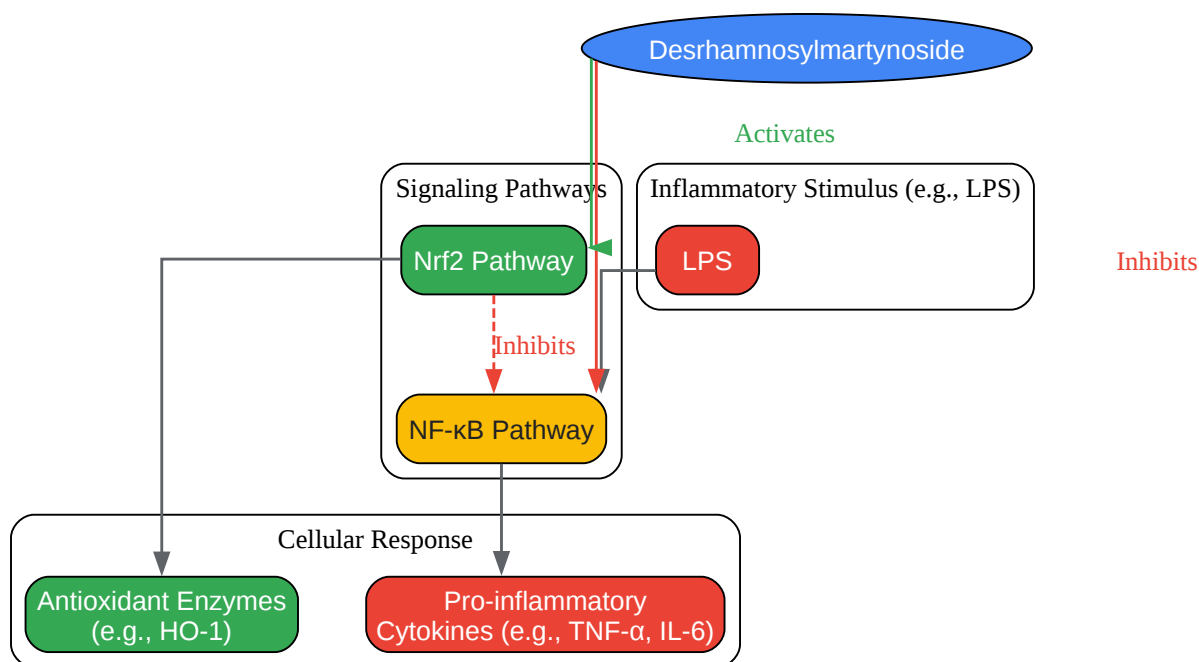 Desrhamnosylmartynoside
Activates
Signaling Pathways
Inflammatory Stimulus (e.g., LPS)
Nrf2 Pathway
LPS
Inhibits
Inhibits
NF-κB Pathway
Cellular Response
Antioxidant Enzymes
(e.g., HO-1)
Pro-inflammatory
Cytokines (e.g., TNF-α, IL-6)